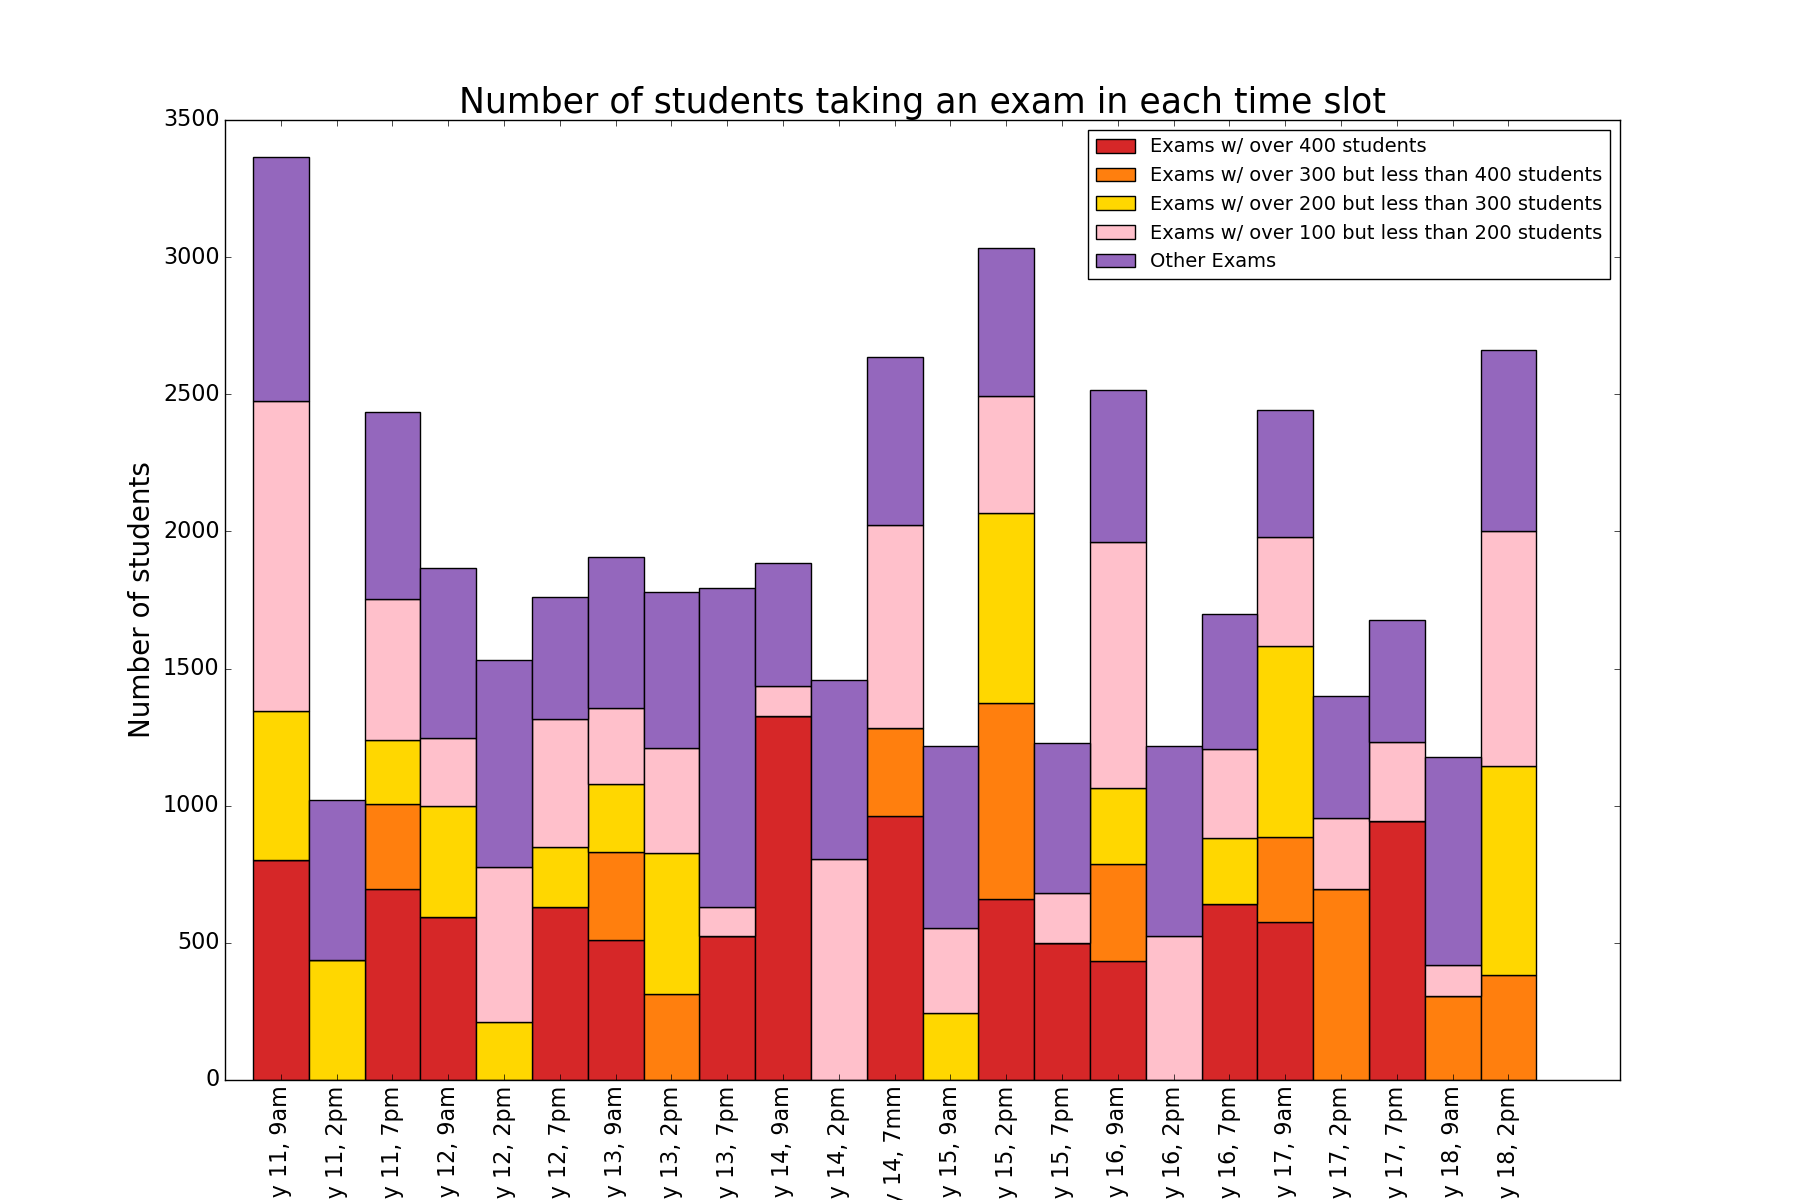 Number of students taking an exam in each time slot
Exams w/ over 400 students
Exams w/ over 300 but less than 400 students
Exams w/ over 200 but less than 300 students
Exams w/ over 100 but less than 200 students
Other Exams
Number of students
3500
3000
2500
2000
1500
1000
500
0
y 11, 9am
y 11, 2pm
y 11, 7pm
y 12, 9am
y 12, 2pm
y 12, 7pm
y 13, 9am
y 13, 2pm
y 13, 7pm
y 14, 9am
y 14, 2pm
y 14, 7mm
y 15, 9am
y 15, 2pm
y 15, 7pm
y 16, 9am
y 16, 2pm
y 16, 7pm
y 17, 9am
y 17, 2pm
y 17, 7pm
y 18, 9am
y 18, 2pm